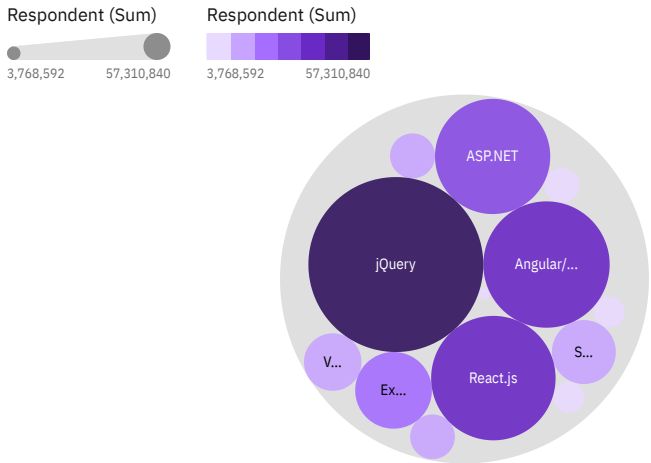 Respondent (Sum)
3,768,592 57,310,840
Respondent (Sum)
3,768,592 57,310,840
ASP.NET
jQuery
Angular/...
S...
V...
React.js
Ex...